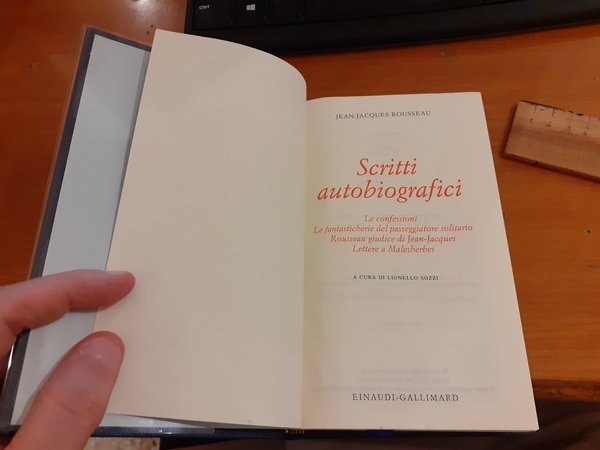 JEAN-JACQUES ROUSSEAU
Scritti
autobiografici
Le confessioni
Le fantasticherie del passeggiatore solitario
Rousseau giudice di Jean-Jacques
Lettere a Malesherbes
A CURA DI LIONELLO SOZZI
EINAUDI-GALLIMARD